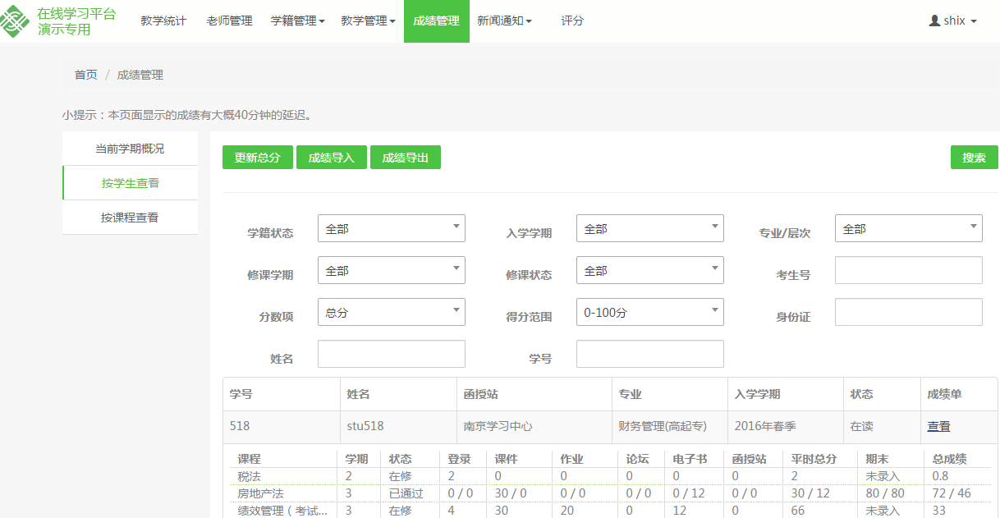 在线学习平台
演示专用
教学统计 老师管理 学籍管理 教学管理 成绩管理 新闻通知 评分 shix
首页 / 成绩管理
小提示：本页面显示的成绩有大概40分钟的延迟。
当前学期概况
按学生查看
按课程查看
更新总分 成绩导入 成绩导出 搜索
学籍状态 全部 入学学期 全部 专业/层次 全部
修课学期 全部 修课状态 全部 考生号
分数项 总分 得分范围 0-100分 身份证
姓名 学号
学号 姓名 函授站 专业 入学学期 状态 成绩单
518 stu518 南京学习中心 财务管理(高起专) 2016年春季 在读 查看
课程 学期 状态 登录 课件 作业 论坛 电子书 函授站 平时总分 期末 总成绩
税法 2 在修 2 0 0 0 0 0 2 未录入 0.8
房地产法 3 已通过 0 / 0 30 / 0 0 / 0 0 / 0 0 / 12 0 / 0 30 / 12 80 / 80 72 / 46
绩效管理（考试... 3 在修 4 30 20 0 12 0 66 未录入 33